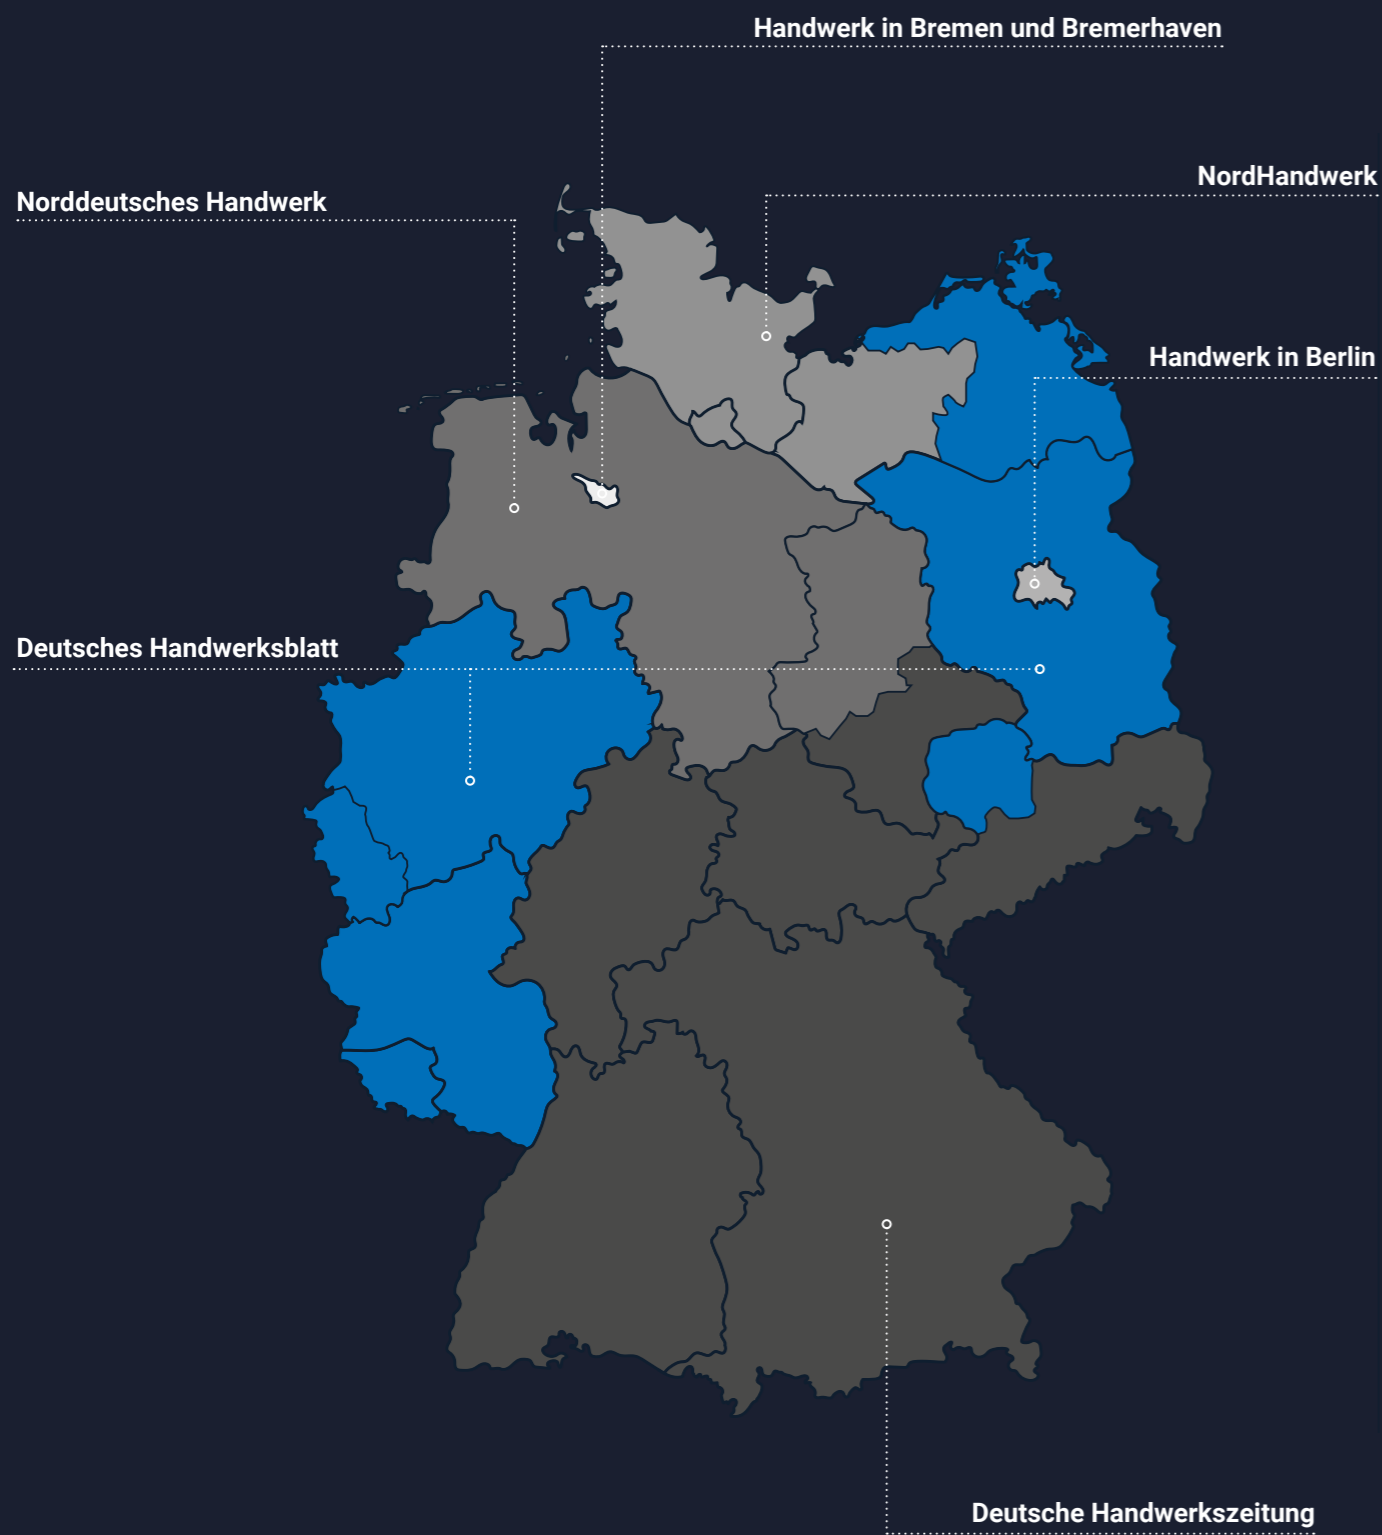 Handwerk in Bremen und Bremerhaven
NordHandwerk
Norddeutsches Handwerk
Handwerk in Berlin
Deutsches Handwerksblatt
Deutsche Handwerkszeitung